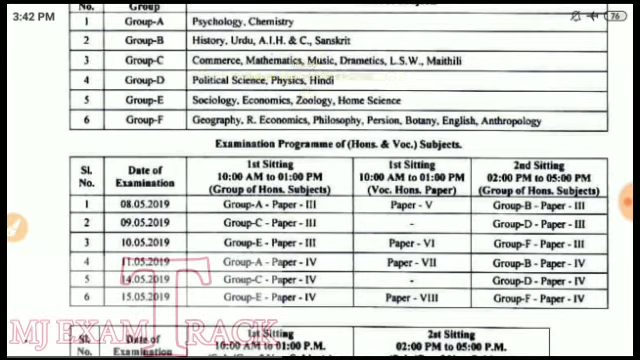 3:42 PM
76
No. Group
1 Group-A Psychology, Chemistry
2 Group-B History, Urdu, A.I.H. & C., Sanskrit
3 Group-C Commerce, Mathematics, Music, Drametics, L.S.W., Maithili
4 Group-D Political Science, Physics, Hindi
5 Group-E Sociology, Economics, Zoology, Home Science
6 Group-F Geography, R. Economics, Philosophy, Persion, Botany, English, Anthropology
Examination Programme of (Hons. & Voc.) Subjects.
Sl. No. Date of Examination 1st Sitting 10:00 AM to 01:00 PM (Group of Hons. Subjects) 1st Sitting 10:00 AM to 01:00 PM (Voc. Hons. Paper) 2nd Sitting 02:00 PM to 05:00 PM (Group of Hons. Subjects)
1 08.05.2019 Group-A - Paper - III Paper - V Group-B - Paper - III
2 09.05.2019 Group-C - Paper - III - Group-D - Paper - III
3 10.05.2019 Group-E - Paper - III Paper - VI Group-F - Paper - III
4 11.05.2019 Group-A - Paper - IV Paper - VII Group-B - Paper - IV
5 14.05.2019 Group-C - Paper - IV - Group-D - Paper - IV
6 15.05.2019 Group-E - Paper - IV Paper - VIII Group-F - Paper - IV
T
MJ EXAM TRACK
Sl. No. Date of Examination 1st Sitting 10:00 AM to 01:00 P.M. 2st Sitting 02:00 PM to 05:00 P.M.